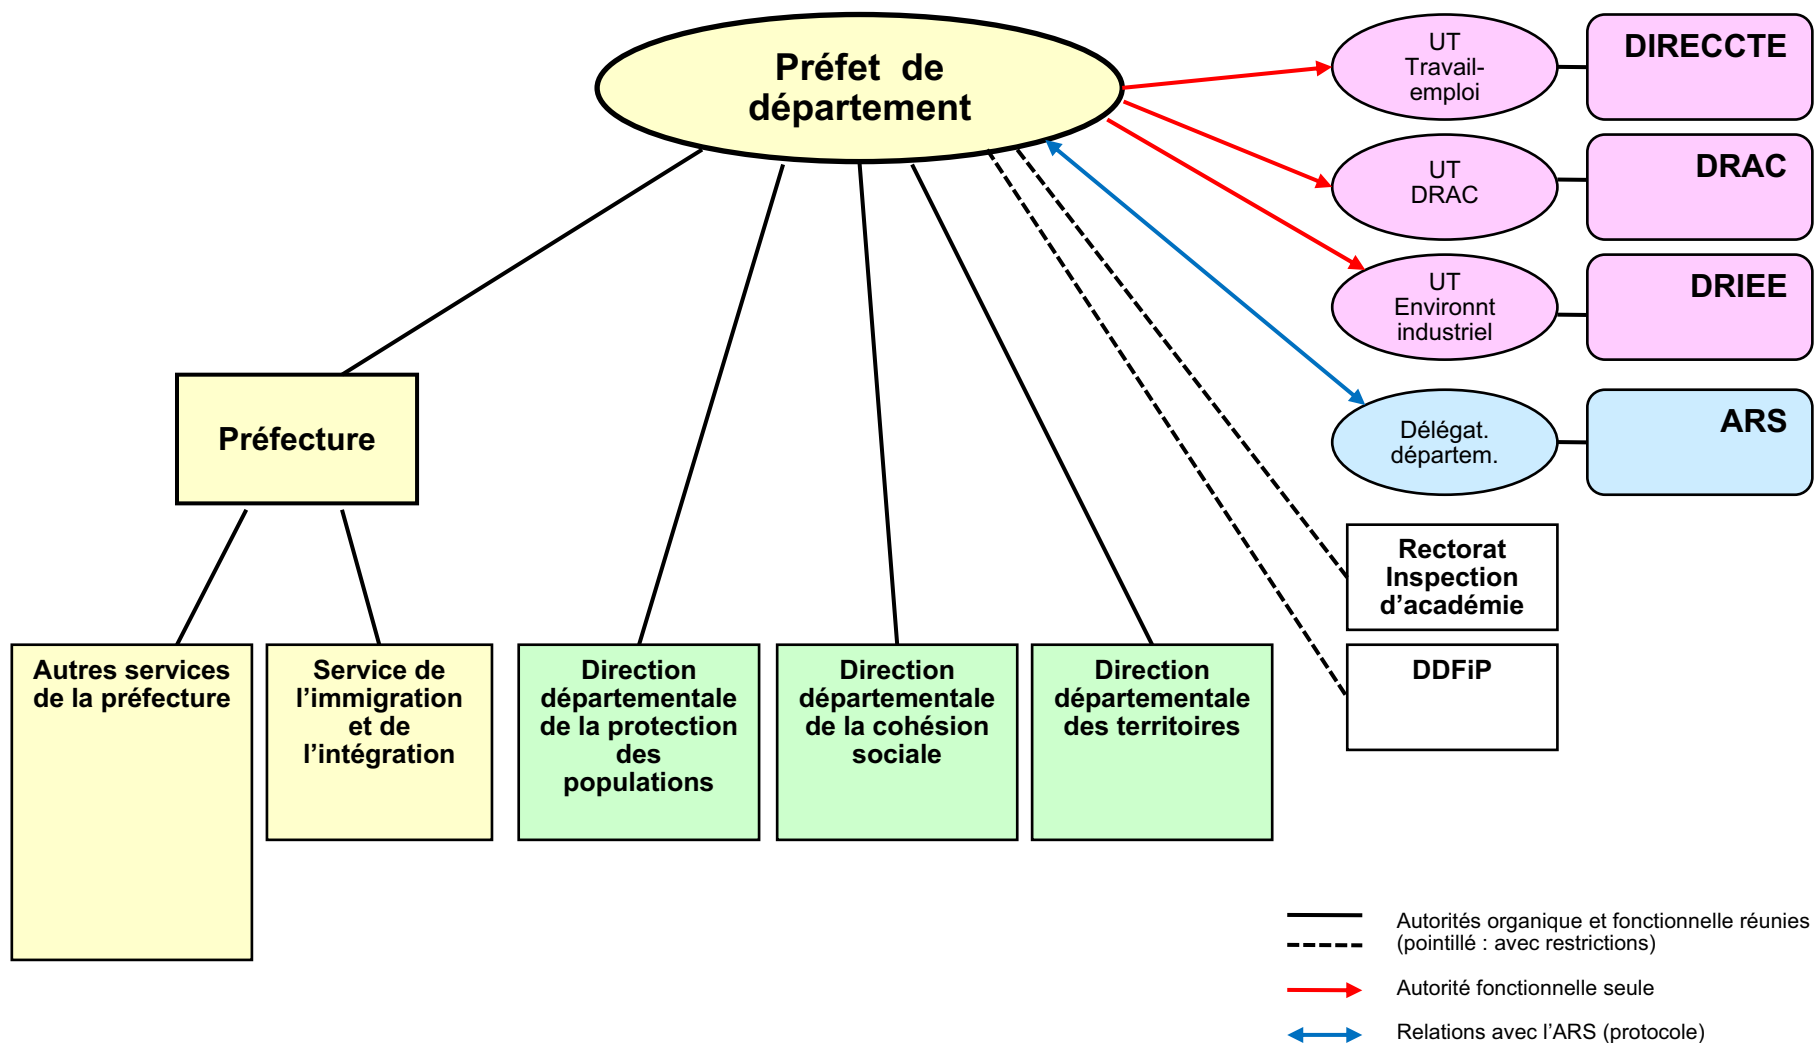 Préfet de
département
UT
Travail-
emploi
DIRECCTE
UT
DRAC
DRAC
UT
Environnt
industriel
DRIEE
Délégat.
départem.
ARS
Préfecture
Rectorat
Inspection
d’académie
DDFiP
Autres services
de la préfecture
Service de
l’immigration
et de
l’intégration
Direction
départementale
de la protection
des
populations
Direction
départementale
de la cohésion
sociale
Direction
départementale
des territoires
Autorités organique et fonctionnelle réunies
(pointillé : avec restrictions)
Autorité fonctionnelle seule
Relations avec l’ARS (protocole)